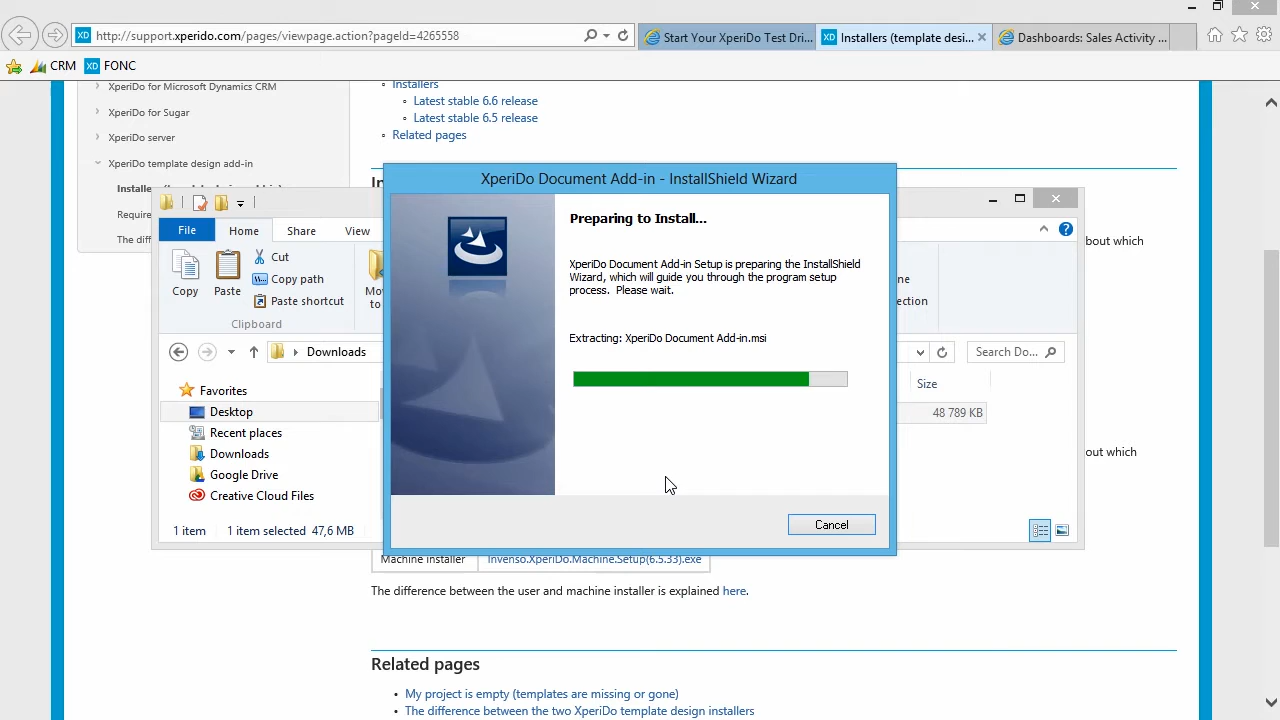 http://support.xperido.com/pages/viewpage.action?pageId=4265558
Start Your XperiDo Test Dri...
Installers (template desi...
Dashboards: Sales Activity ...
CRM
FONC
XperiDo for Microsoft Dynamics CRM
XperiDo for Sugar
XperiDo server
XperiDo template design add-in
Require
The diff
Installers
Latest stable 6.6 release
Latest stable 6.5 release
Related pages
XperiDo Document Add-in - InstallShield Wizard
Preparing to Install...
XperiDo Document Add-in Setup is preparing the InstallShield
Wizard, which will guide you through the program setup
process. Please wait.
Extracting: XperiDo Document Add-in.msi
Cancel
File
Home
Share
View
Copy
Paste
Cut
Copy path
Paste shortcut
Mov
to
Clipboard
ne
ection
Downloads
Search Do...
Favorites
Desktop
Recent places
Downloads
Google Drive
Creative Cloud Files
Size
48 789 KB
1 item
1 item selected 47,6 MB
bout which
out which
Machine installer
Invenso.XperiDo.Machine.Setup(6.5.33).exe
The difference between the user and machine installer is explained here.
Related pages
My project is empty (templates are missing or gone)
The difference between the two XperiDo template design installers